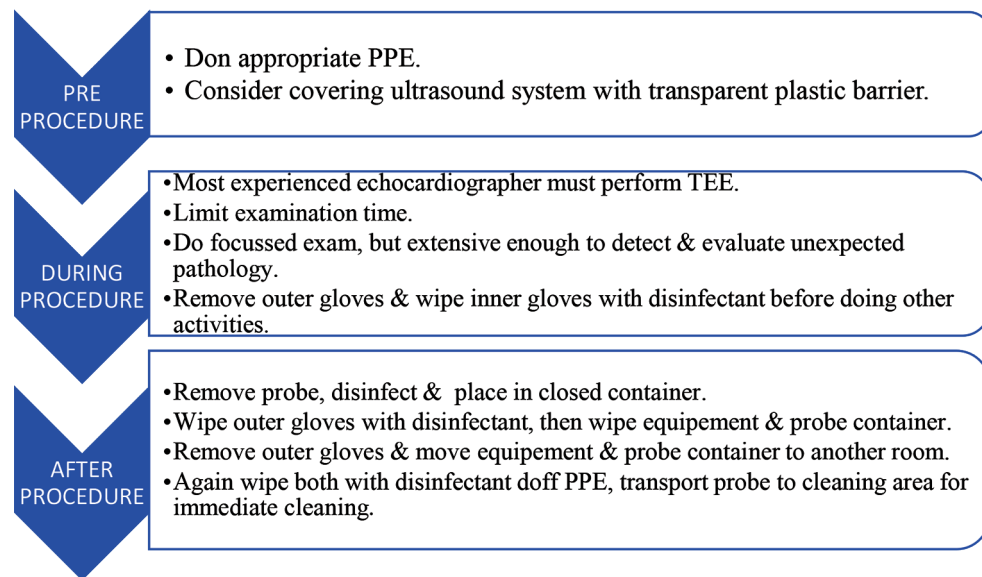 PRE
PROCEDURE
• Don appropriate PPE.
• Consider covering ultrasound system with transparent plastic barrier.
DURING
PROCEDURE
•Most experienced echocardiographer must perform TEE.
•Limit examination time.
•Do focussed exam, but extensive enough to detect & evaluate unexpected
pathology.
•Remove outer gloves & wipe inner gloves with disinfectant before doing other
activities.
AFTER
PROCEDURE
•Remove probe, disinfect & place in closed container.
•Wipe outer gloves with disinfectant, then wipe equipement & probe container.
•Remove outer gloves & move equipement & probe container to another room.
•Again wipe both with disinfectant doff PPE, transport probe to cleaning area for
immediate cleaning.